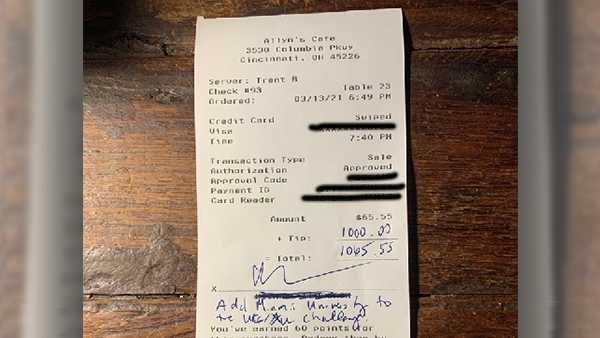 Allyn's Cafe
3538 Columbia Pkwy
Cincinnati, OH 45226
Server: Trent R
Check #93 Table 23
Ordered: 03/13/21 6:49 PM
Credit Card Swiped
Visa
Time 7:40 PM
Transaction Type Sale
Authorization Approved
Approval Code
Payment ID
Card Reader
Amount $65.55
+ Tip: 1000.00
= Total: 1065.55
X
Add Miami University to
the challenge.
You've earned 60 points for
this purchase.